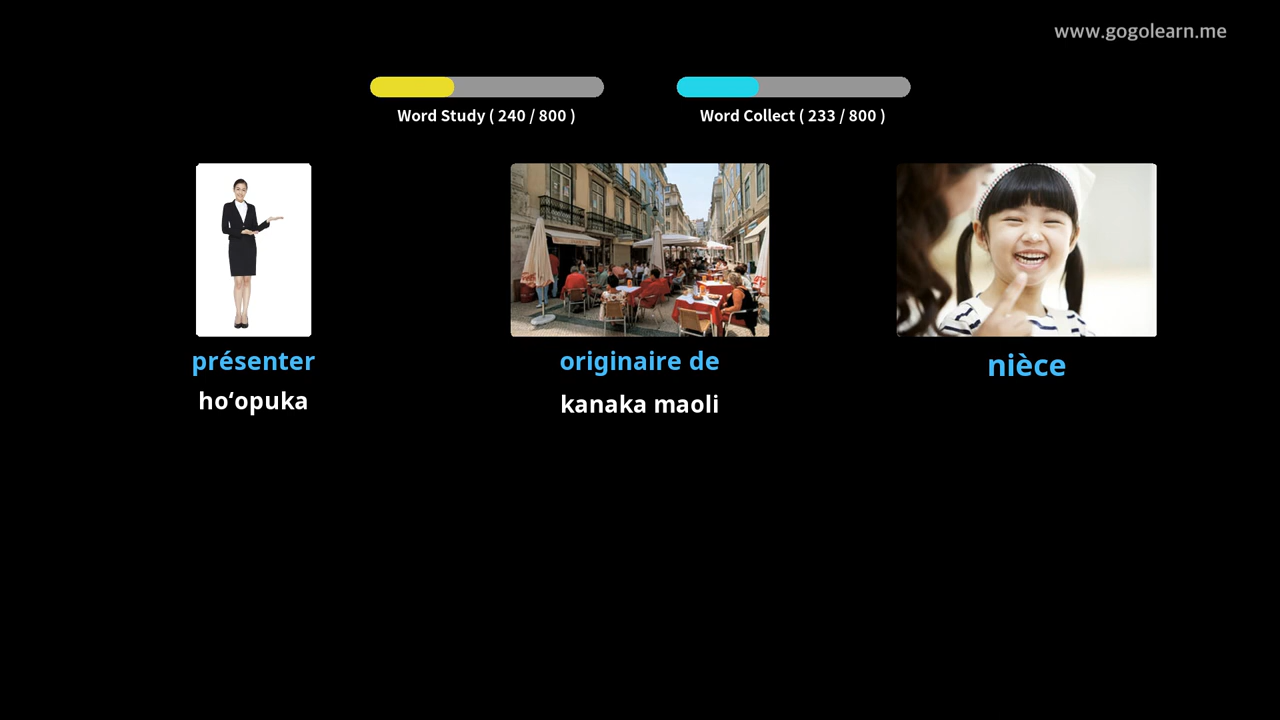 www.gogolearn.me
Word Study ( 240 / 800 )
Word Collect ( 233 / 800 )
présenter
originaire de
nièce
hoʻopuka
kanaka maoli